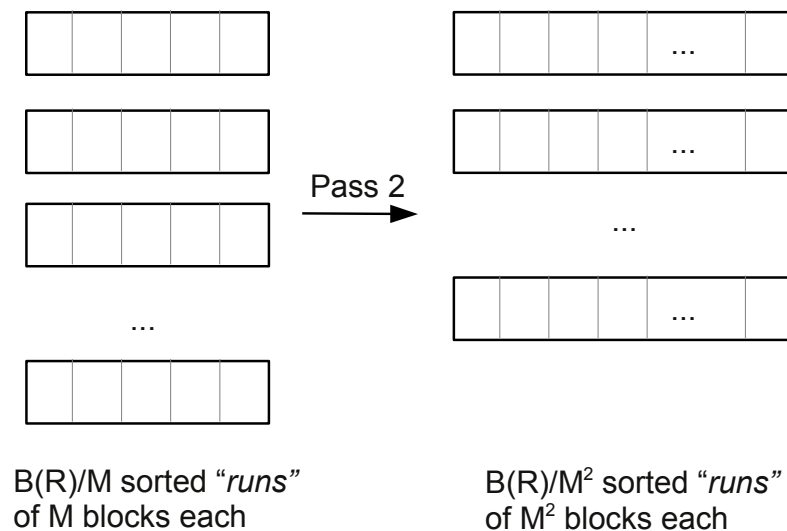 ...
...
Pass 2
...
...
...
B(R)/M sorted “runs”
of M blocks each
B(R)/M² sorted “runs”
of M² blocks each